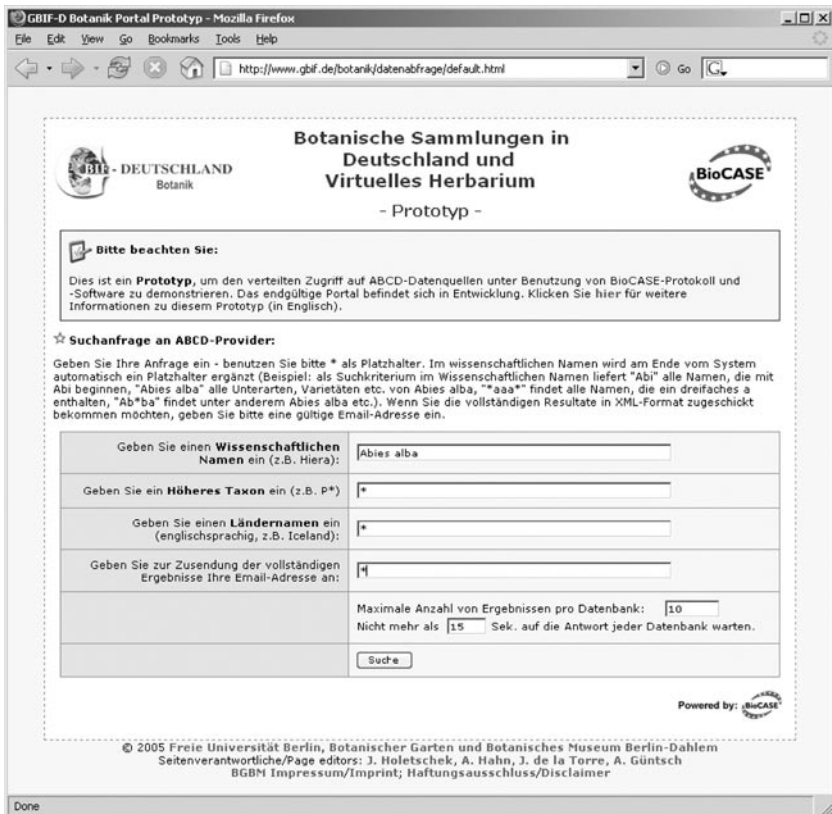 GBIF-D Botanik Portal Prototyp - Mozilla Firefox
File Edit View Go Bookmarks Tools Help
http://www.gbif.de/botanik/datenabfrage/default.html Go G
GBIF - DEUTSCHLAND
Botanik
Botanische Sammlungen in
Deutschland und
Virtuelles Herbarium
- Prototyp -
BioCASE
Bitte beachten Sie:
Dies ist ein Prototyp, um den verteilten Zugriff auf ABCD-Datenquellen unter Benutzung von BioCASE-Protokoll und
-Software zu demonstrieren. Das endgültige Portal befindet sich in Entwicklung. Klicken Sie hier für weitere
Informationen zu diesem Prototyp (in Englisch).
Suchanfrage an ABCD-Provider:
Geben Sie Ihre Anfrage ein - benutzen Sie bitte * als Platzhalter. Im wissenschaftlichen Namen wird am Ende vom System
automatisch ein Platzhalter ergänzt (Beispiel: als Suchkriterium im Wissenschaftlichen Namen liefert "Abi" alle Namen, die mit
Abi beginnen, "Abies alba" alle Unterarten, Varietäten etc. von Abies alba, "*aaa*" findet alle Namen, die ein dreifaches a
enthalten, "Ab*ba" findet unter anderem Abies alba etc.). Wenn Sie die vollständigen Resultate in XML-Format zugeschickt
bekommen möchten, geben Sie bitte eine gültige Email-Adresse ein.
Geben Sie einen Wissenschaftlichen
Namen ein (z.B. Hiera):
Abies alba
Geben Sie ein Höheres Taxon ein (z.B. P*)
*
Geben Sie einen Ländernamen ein
(englischsprachig, z.B. Iceland):
*
Geben Sie zur Zusendung der vollständigen
Ergebnisse Ihre Email-Adresse an:
*
Maximale Anzahl von Ergebnissen pro Datenbank: 10
Nicht mehr als 15 Sek. auf die Antwort jeder Datenbank warten.
Suche
Powered by: BioCASE
© 2005 Freie Universität Berlin, Botanischer Garten und Botanisches Museum Berlin-Dahlem
Seitenverantwortliche/Page editors: J. Holetschek, A. Hahn, J. de la Torre, A. Güntsch
BGBM Impressum/Imprint; Haftungsausschluss/Disclaimer
Done